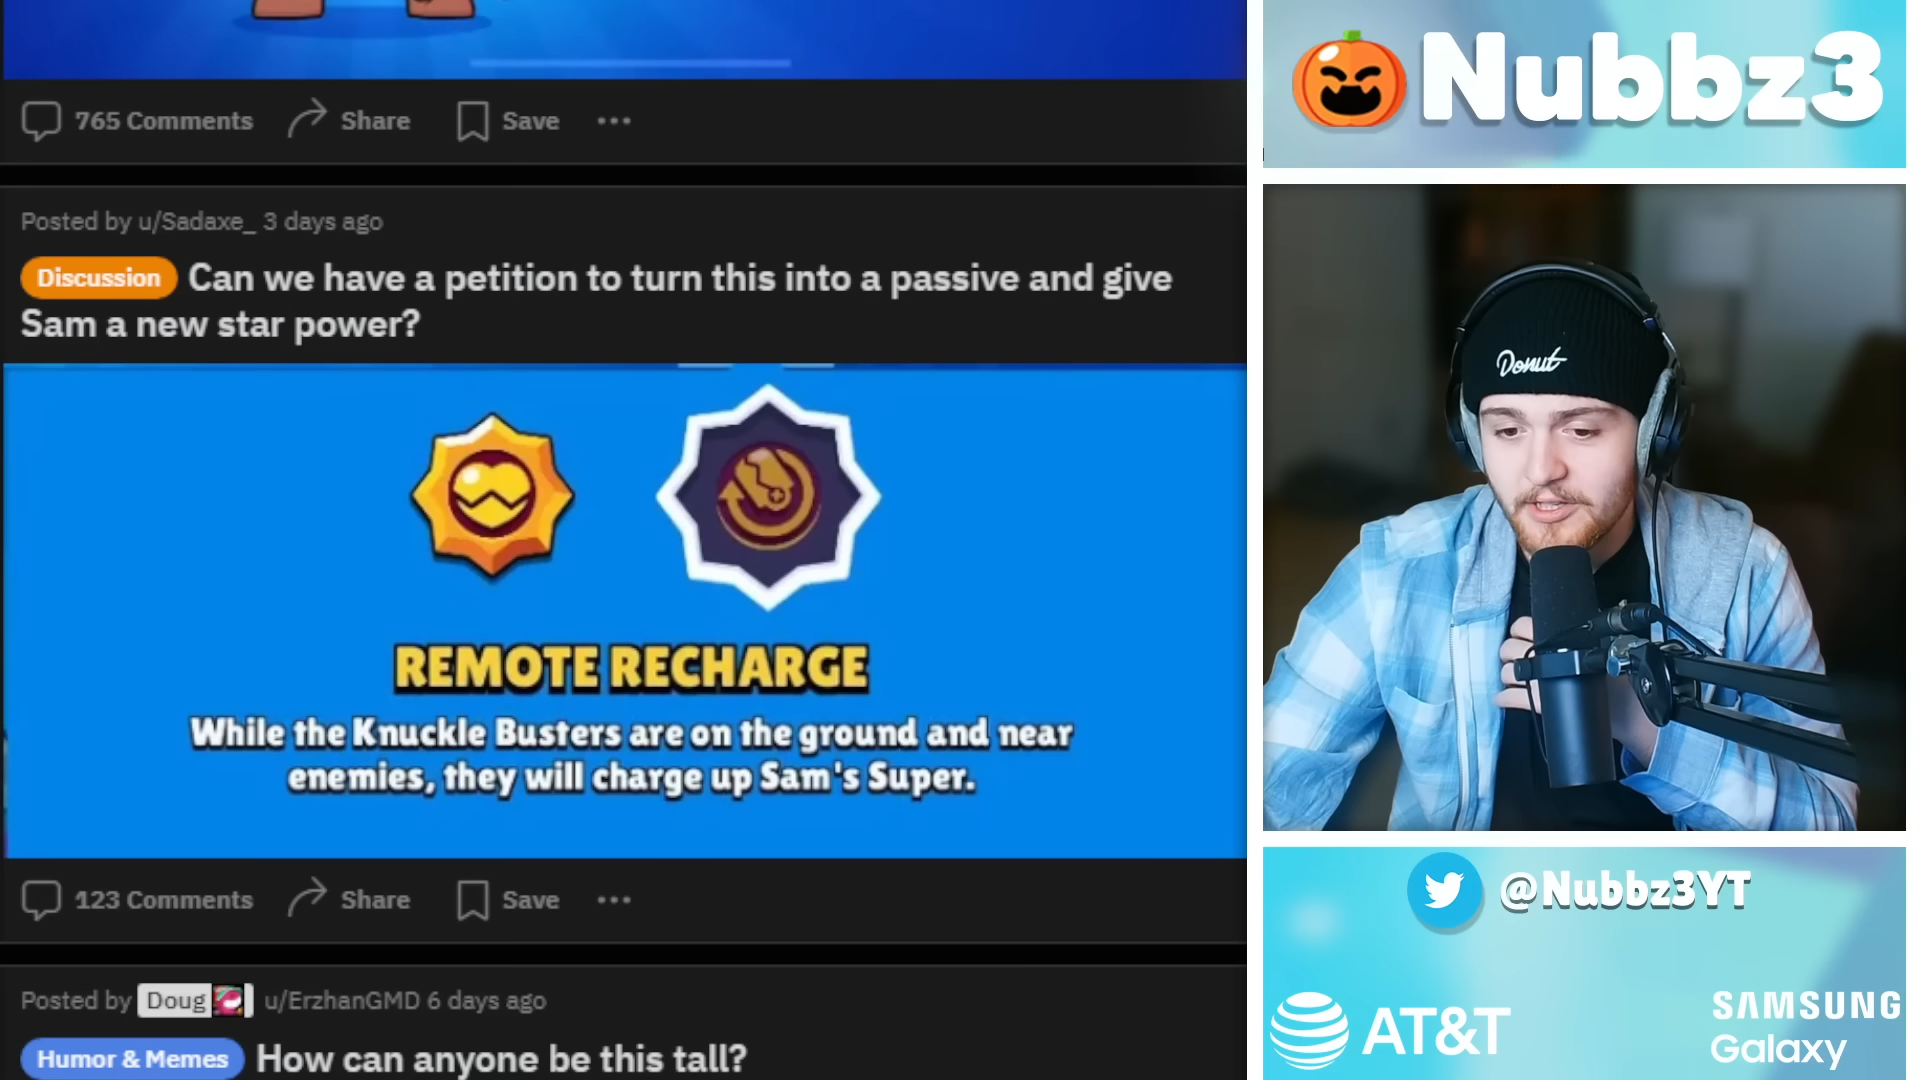 765 Comments Share Save
Posted by u/Sadaxe_ 3 days ago
Discussion Can we have a petition to turn this into a passive and give
Sam a new star power?
REMOTE RECHARGE
While the Knuckle Busters are on the ground and near
enemies, they will charge up Sam's Super.
123 Comments Share Save
Posted by Doug u/ErzhanGMD 6 days ago
Humor & Memes How can anyone be this tall?
Nubbz3
Donut
@Nubbz3YT
AT&T
SAMSUNG
Galaxy